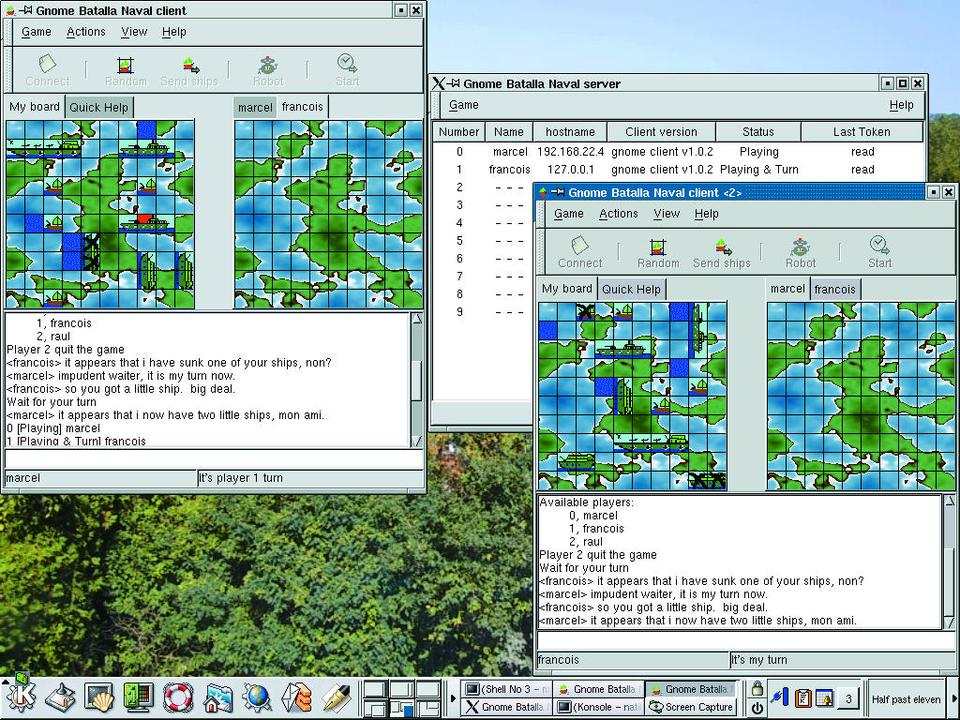 Gnome Batalla Naval client
Game Actions View Help
Connect Random Send ships Robot Start
My board Quick Help marcel francois
1, francois
2, raul
Player 2 quit the game
<francois> it appears that i have sunk one of your ships, non?
<marcel> impudent waiter, it is my turn now.
<francois> so you got a little ship. big deal.
Wait for your turn
<marcel> it appears that i now have two little ships, mon ami.
0 [Playing] marcel
1 [Playing & Turn] francois
marcel it's player 1 turn
Gnome Batalla Naval server
Game Help
Number Name hostname Client version Status Last Token
0 marcel 192.168.22.4 gnome client v1.0.2 Playing read
1 francois 127.0.0.1 gnome client v1.0.2 Playing & Turn read
2 - - -
3 - - -
4 - - -
5 - - -
6 - - -
7 - - -
8 - - -
9 - - -
Gnome Batalla Naval client <2>
Game Actions View Help
Connect Random Send ships Robot Start
My board Quick Help marcel francois
Available players:
0, marcel
1, francois
2, raul
Player 2 quit the game
Wait for your turn
<francois> it appears that i have sunk one of your ships, non?
<marcel> impudent waiter, it is my turn now.
<francois> so you got a little ship. big deal.
<marcel> it appears that i now have two little ships, mon ami.
francois it's my turn
(Shell No 3 - Gnome Batalla Gnome Batalla.
Gnome Batalla. (Konsole - Screen Capture
3 Half past eleven